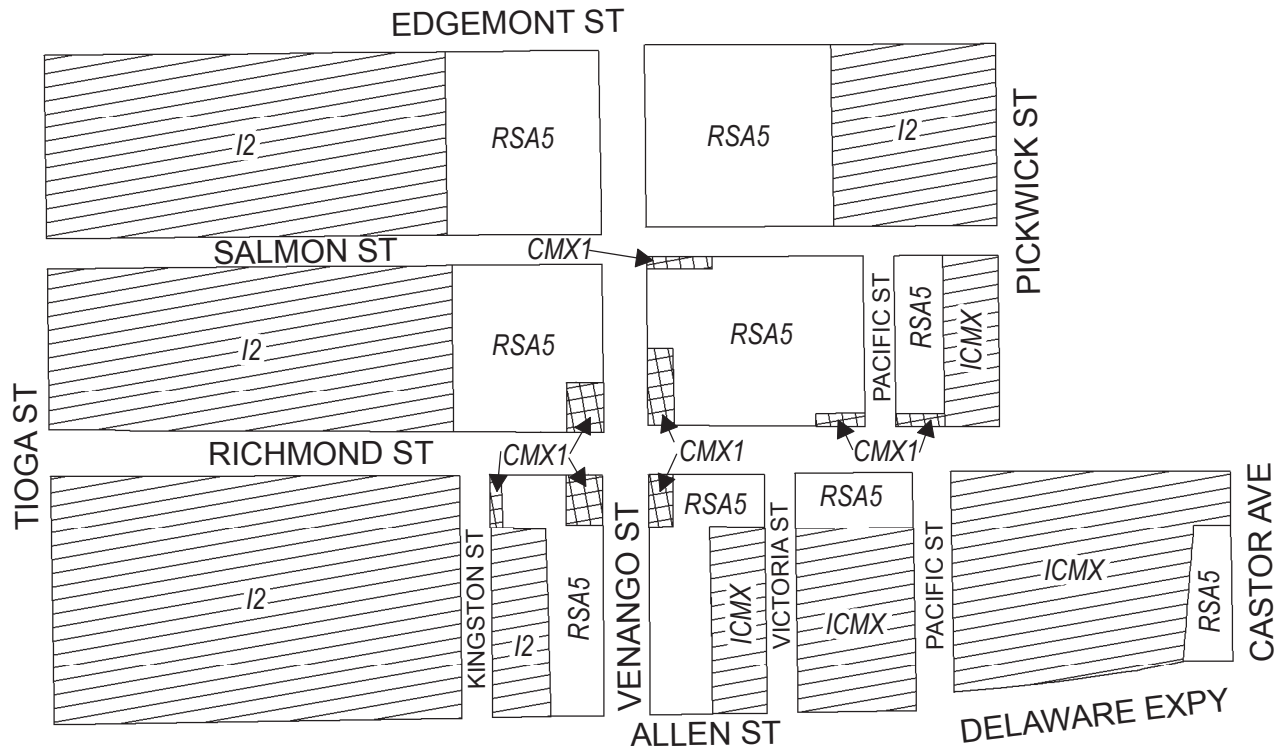 EDGEMONT ST
I2
RSA5
RSA5
I2
PICKWICK ST
SALMON ST
CMX1
I2
RSA5
RSA5
PACIFIC ST
RSA5
ICMX
TIOGA ST
RICHMOND ST
CMX1
CMX1
CMX1
I2
KINGSTON ST
I2
RSA5
VENANGO ST
RSA5
ICMX
VICTORIA ST
RSA5
ICMX
PACIFIC ST
ICMX
RSA5
CASTOR AVE
ALLEN ST
DELAWARE EXPY